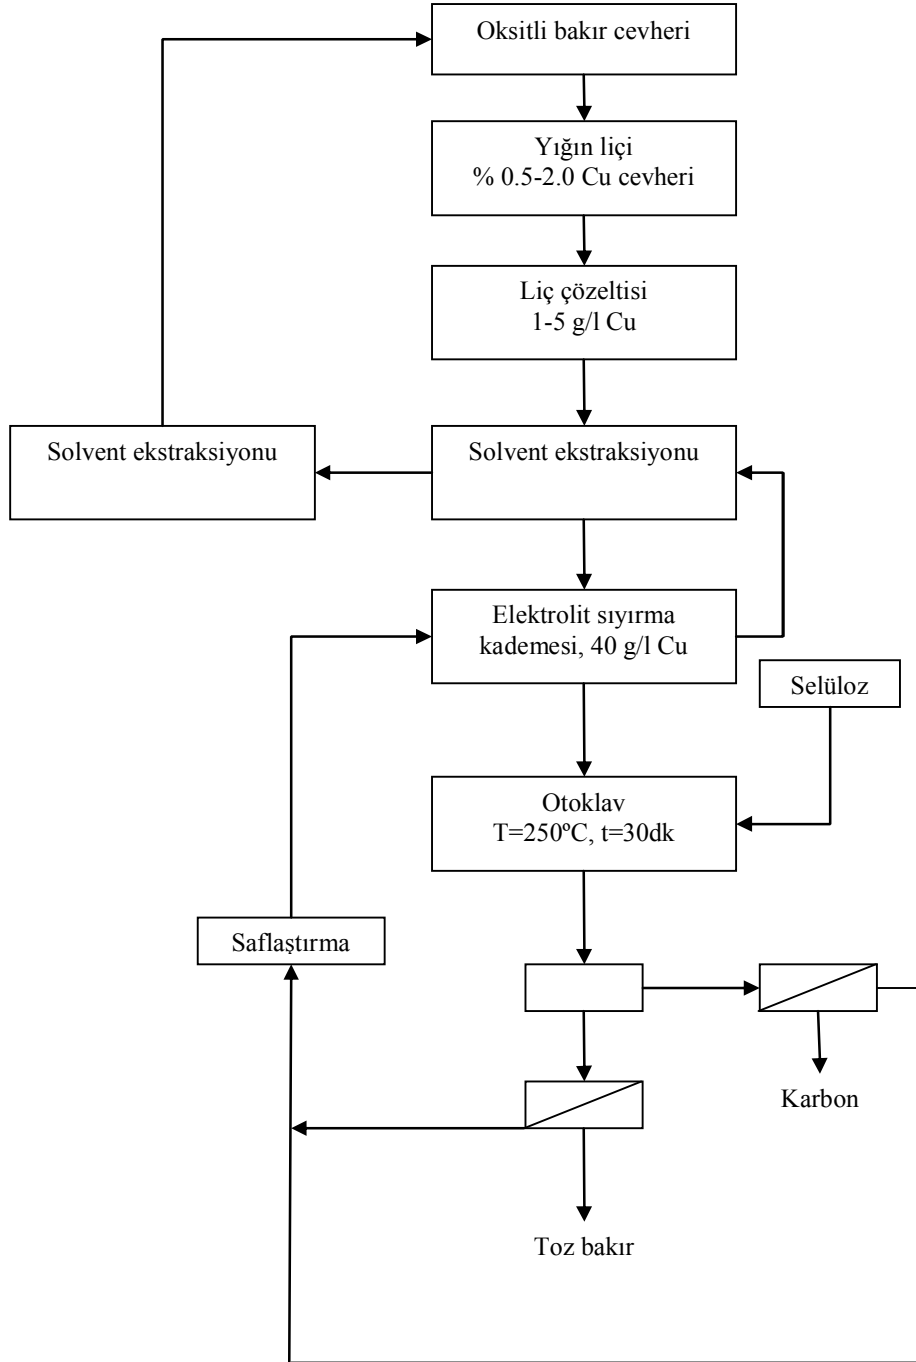 Oksitli bakır cevheri
Yığın liçi
% 0.5-2.0 Cu cevheri
Liç çözeltisi
1-5 g/l Cu
Solvent ekstraksiyonu
Solvent ekstraksiyonu
Elektrolit sıyırma
kademesi, 40 g/l Cu
Selüloz
Otoklav
T=250ºC, t=30dk
Saflaştırma
Karbon
Toz bakır